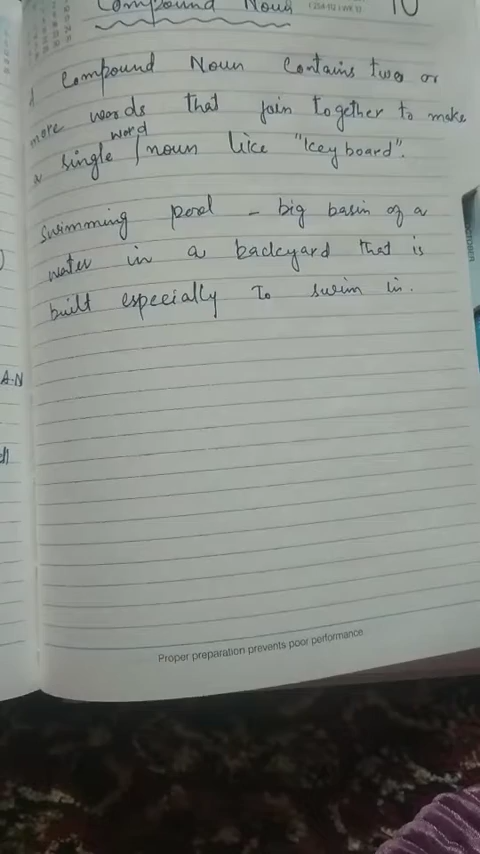 Compound Noun
10
A Compound Noun Contains two or
more words that join together to make
a single word noun like "Keyboard".
swimming pool - big basin of a
water in a backyard that is
built especially To swim in.
A.N
OCTOBER
Proper preparation prevents poor performance